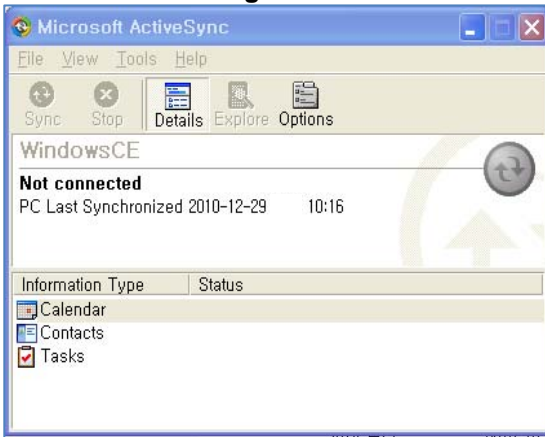 Microsoft ActiveSync
File View Tools Help
Sync Stop Details Explore Options
WindowsCE
Not connected
PC Last Synchronized 2010-12-29 10:16
Information Type Status
Calendar
Contacts
Tasks